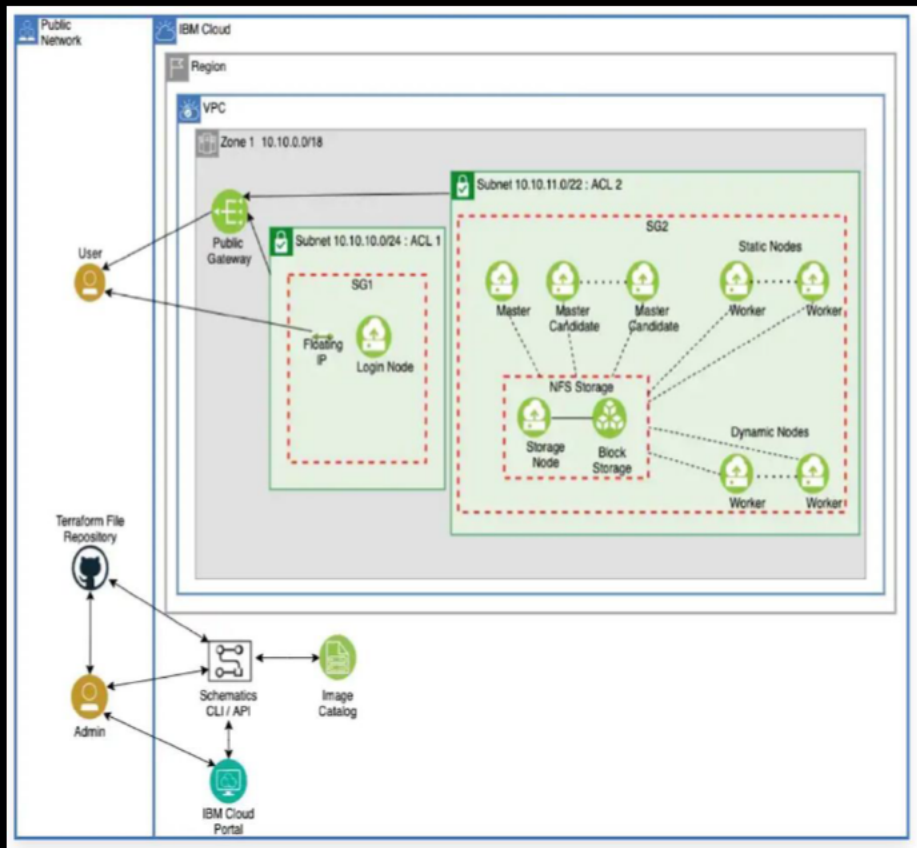 Public
Network
IBM Cloud
Region
VPC
Zone 1 10.10.0.0/18
Subnet 10.10.11.0/22 : ACL 2
Public
Gateway
Subnet 10.10.10.0/24 : ACL 1
SG2
Static Nodes
User
SG1
Master
Master
Candidate
Master
Candidate
Worker
Worker
Floating
IP
Login Node
NFS Storage
Storage
Node
Block
Storage
Dynamic Nodes
Worker
Worker
Terraform File
Repository
Schematics
CLI / API
Image
Catalog
Admin
IBM Cloud
Portal